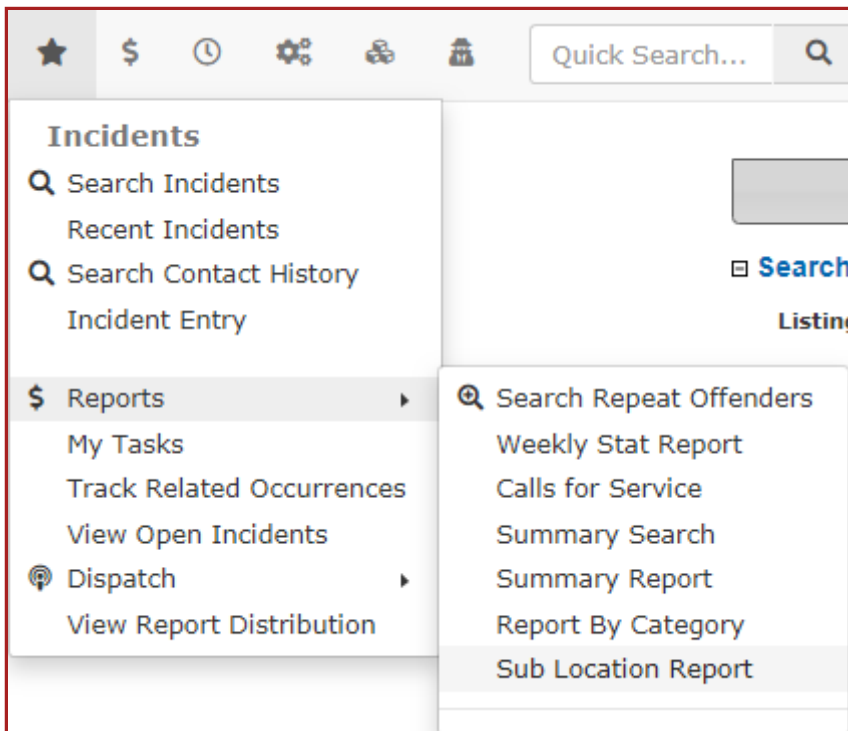 Quick Search...
Incidents
Search Incidents
Recent Incidents
Search Contact History
Incident Entry
Reports
My Tasks
Track Related Occurrences
View Open Incidents
Dispatch
View Report Distribution
Search
Listing
Search Repeat Offenders
Weekly Stat Report
Calls for Service
Summary Search
Summary Report
Report By Category
Sub Location Report